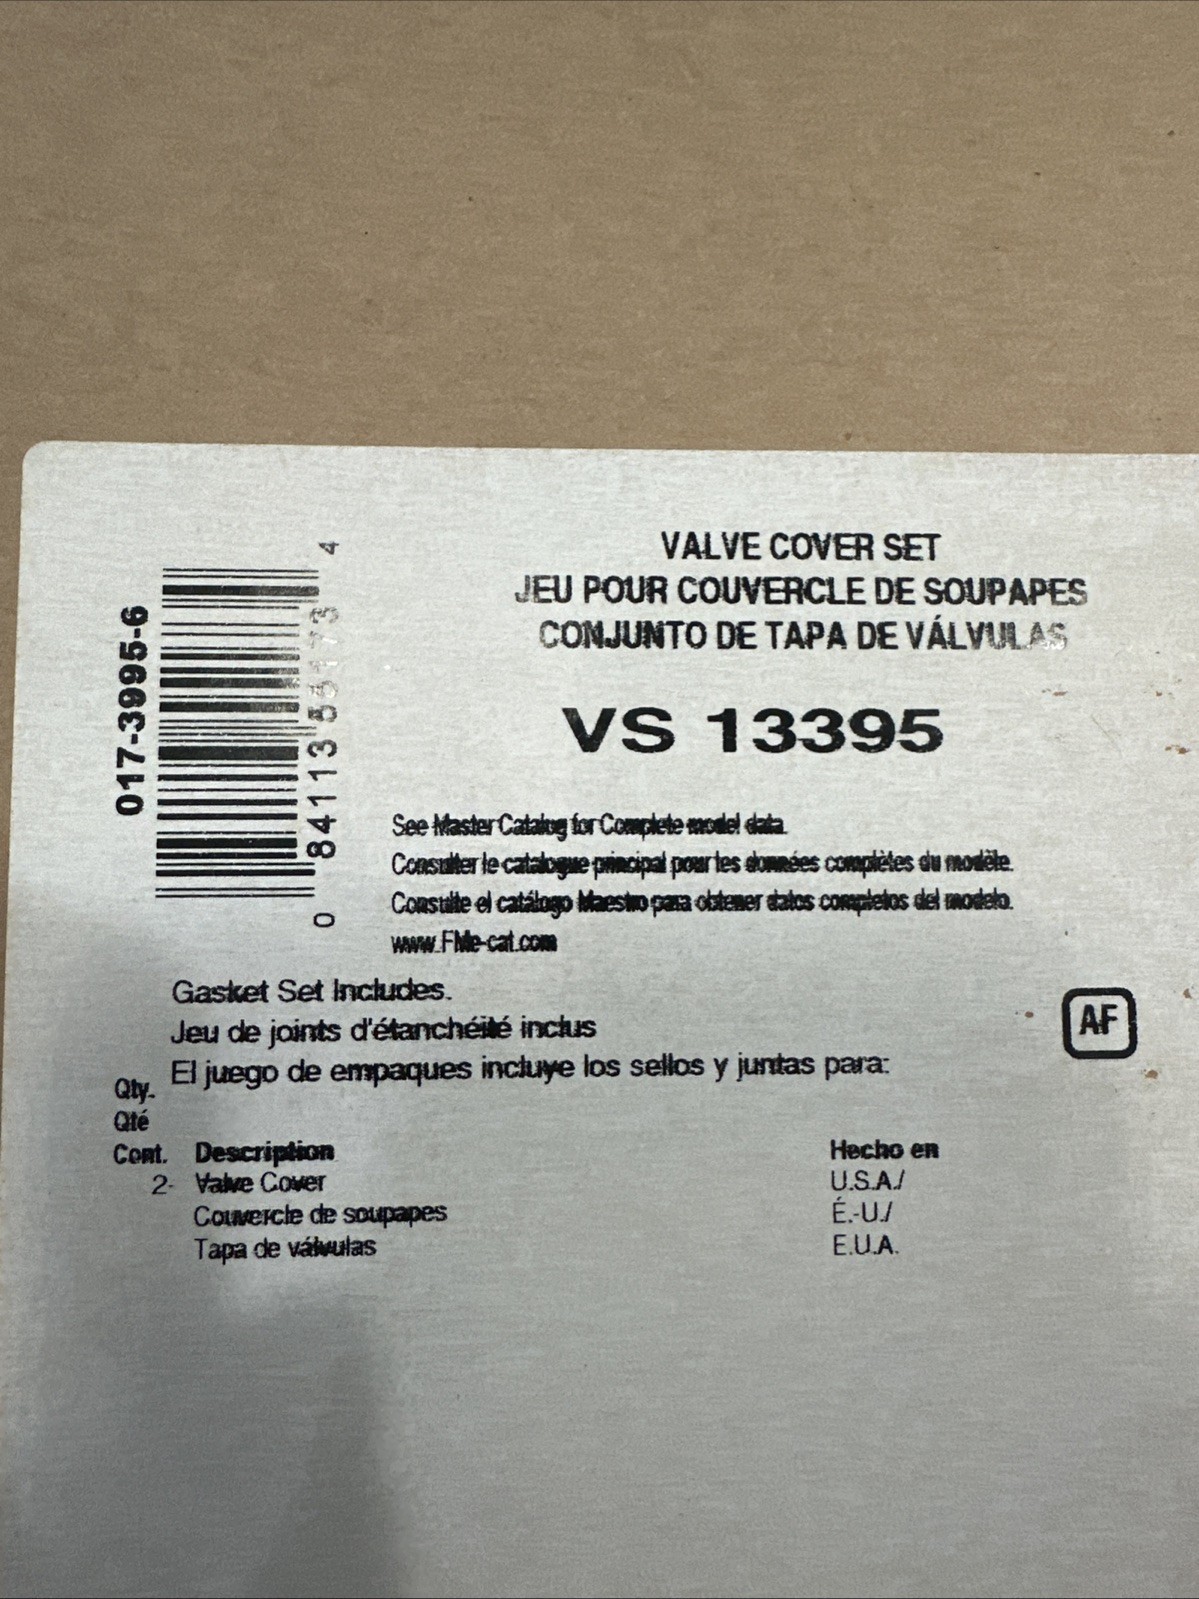 VALVE COVER SET
JEU POUR COUVERCLE DE SOUPAPES
CONJUNTO DE TAPA DE VÁLVULAS
VS 13395
017-3995-6
0 84113 55173 4
See Master Catalog for Complete model data.
Consulter le catalogue principal pour les données complètes du modèle.
Consulte el catálogo Maestro para obtener datos completos del modelo.
www.FMe-cat.com
Gasket Set Includes.
Jeu de joints d'étanchéité inclus
El juego de empaques incluye los sellos y juntas para:
AF
Qty.
Qté
Cont. Description Hecho en
2- Valve Cover U.S.A./
Couvercle de soupapes É.-U./
Tapa de válvulas E.U.A.